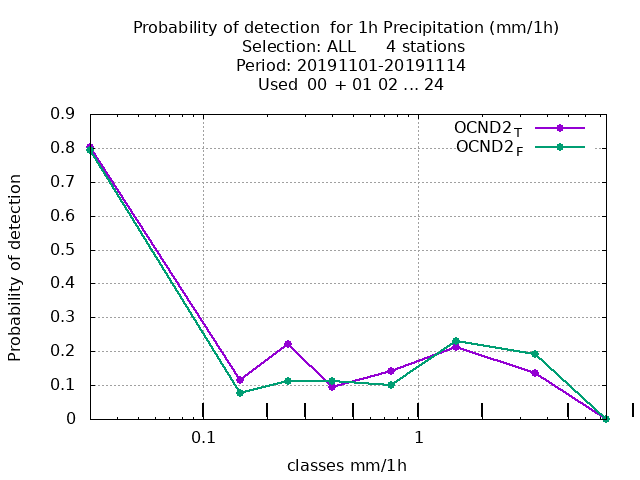 Probability of detection  for 1h Precipitation (mm/1h)
Selection: ALL      4 stations
Period: 20191101-20191114
Used  00  + 01 02 ... 24
OCND2T
OCND2F
0.9
0.8
0.7
0.6
0.5
0.4
0.3
0.2
0.1
0
Probability of detection
0.1
1
classes mm/1h